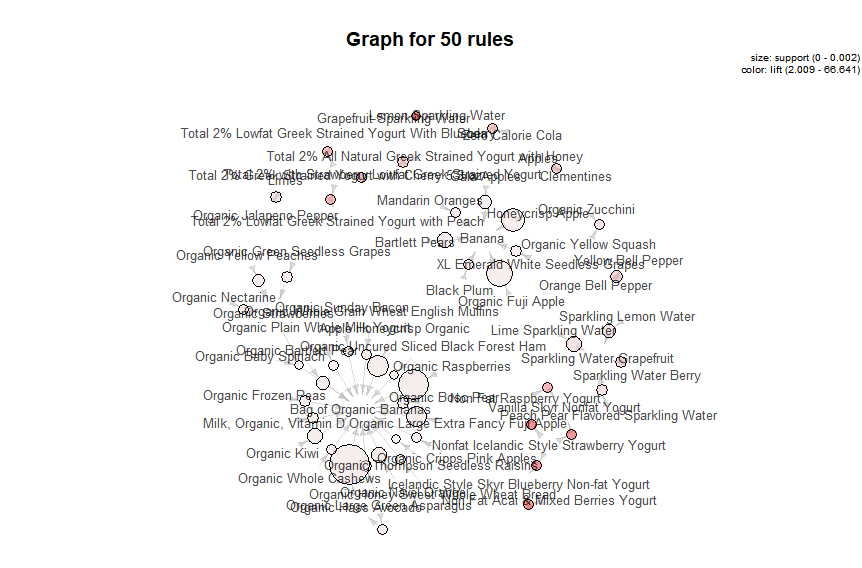 Graph for 50 rules
size: support (0 - 0.002)
color: lift (2.009 - 66.641)
Lemon Sparkling Water
Grapefruit Sparkling Water
Total 2% Lowfat Greek Strained Yogurt With Blueberry
Soda
Zero Calorie Cola
Total 2% All Natural Greek Strained Yogurt with Honey
Apples
Total 2% with Strawberry Lowfat Greek Strained Yogurt
Gala Apples
Clementines
Limes
Mandarin Oranges
Organic Zucchini
Organic Jalapeno Pepper
Honeycrisp Apple
Total 2% Lowfat Greek Strained Yogurt with Peach
Bartlett Pears
Banana
Organic Yellow Squash
Organic Green Seedless Grapes
Organic Yellow Peaches
XL Emerald White Seedless Grapes
Yellow Bell Pepper
Orange Bell Pepper
Black Plum
Organic Nectarine
Organic Fuji Apple
Organic Sunday Bacon
Organic Whole Grain Wheat English Muffins
Organic Strawberries
Sparkling Lemon Water
Organic Plain Whole Milk Yogurt
Apple Honeycrisp Organic
Lime Sparkling Water
Organic Uncured Sliced Black Forest Ham
Organic Bartlett Pear
Organic Baby Spinach
Sparkling Water Grapefruit
Organic Raspberries
Sparkling Water Berry
Organic Frozen Peas
Organic Bosc Pear
Non Fat Raspberry Yogurt
Vanilla Skyr Nonfat Yogurt
Bag of Organic Bananas
Peach Pear Flavored Sparkling Water
Milk, Organic, Vitamin D
Organic Large Extra Fancy Fuji Apple
Nonfat Icelandic Style Strawberry Yogurt
Organic Kiwi
Organic Cripps Pink Apples
Organic Thompson Seedless Raisins
Organic Whole Cashews
Icelandic Style Skyr Blueberry Non-fat Yogurt
Organic Navel Orange
Organic Honey Sweet Whole Wheat Bread
Non Fat Acai & Mixed Berries Yogurt
Organic Large Green Asparagus
Organic Hass Avocado